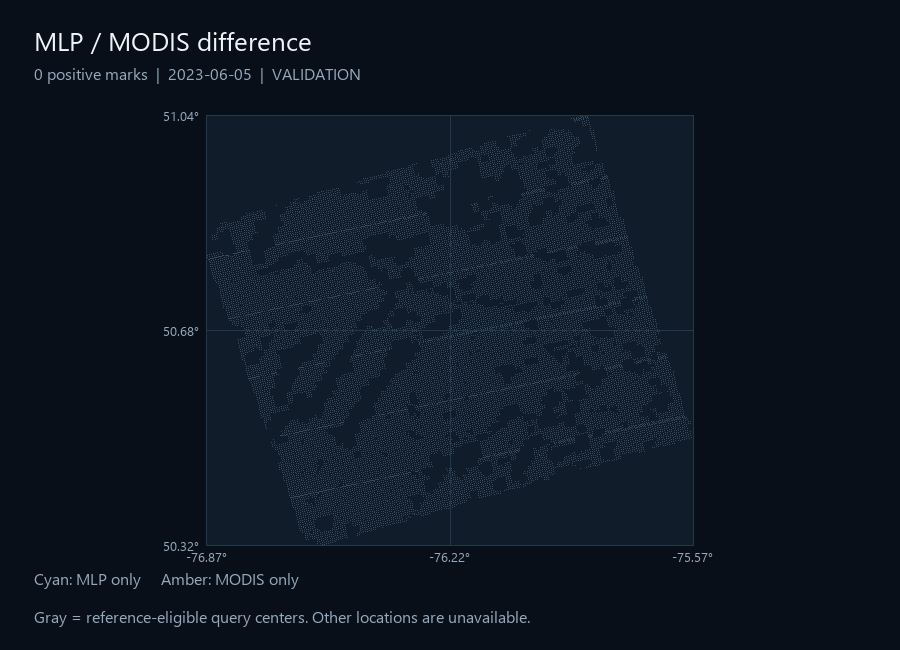 MLP / MODIS difference
0 positive marks | 2023-06-05 | VALIDATION
51.04°
50.68°
50.32°
-76.87° -76.22° -75.57°
Cyan: MLP only Amber: MODIS only
Gray = reference-eligible query centers. Other locations are unavailable.